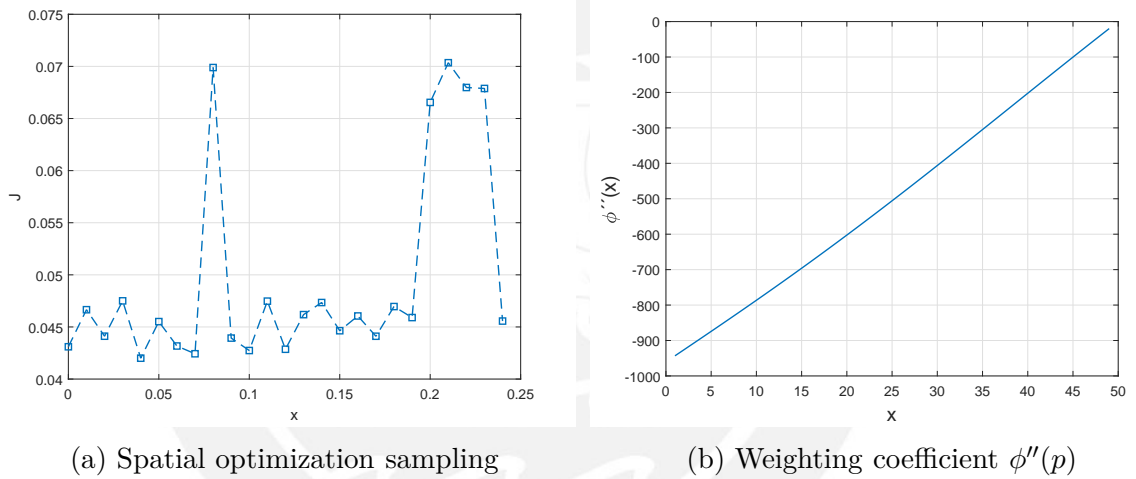 0.075
0.07
0.065
0.06
0.055
0.05
0.045
0.04
J
0 0.05 0.1 0.15 0.2 0.25
x
(a) Spatial optimization sampling
0
-100
-200
-300
-400
-500
-600
-700
-800
-900
-1000
ϕ´´(x)
0 5 10 15 20 25 30 35 40 45 50
x
(b) Weighting coefficient ϕ″(p)